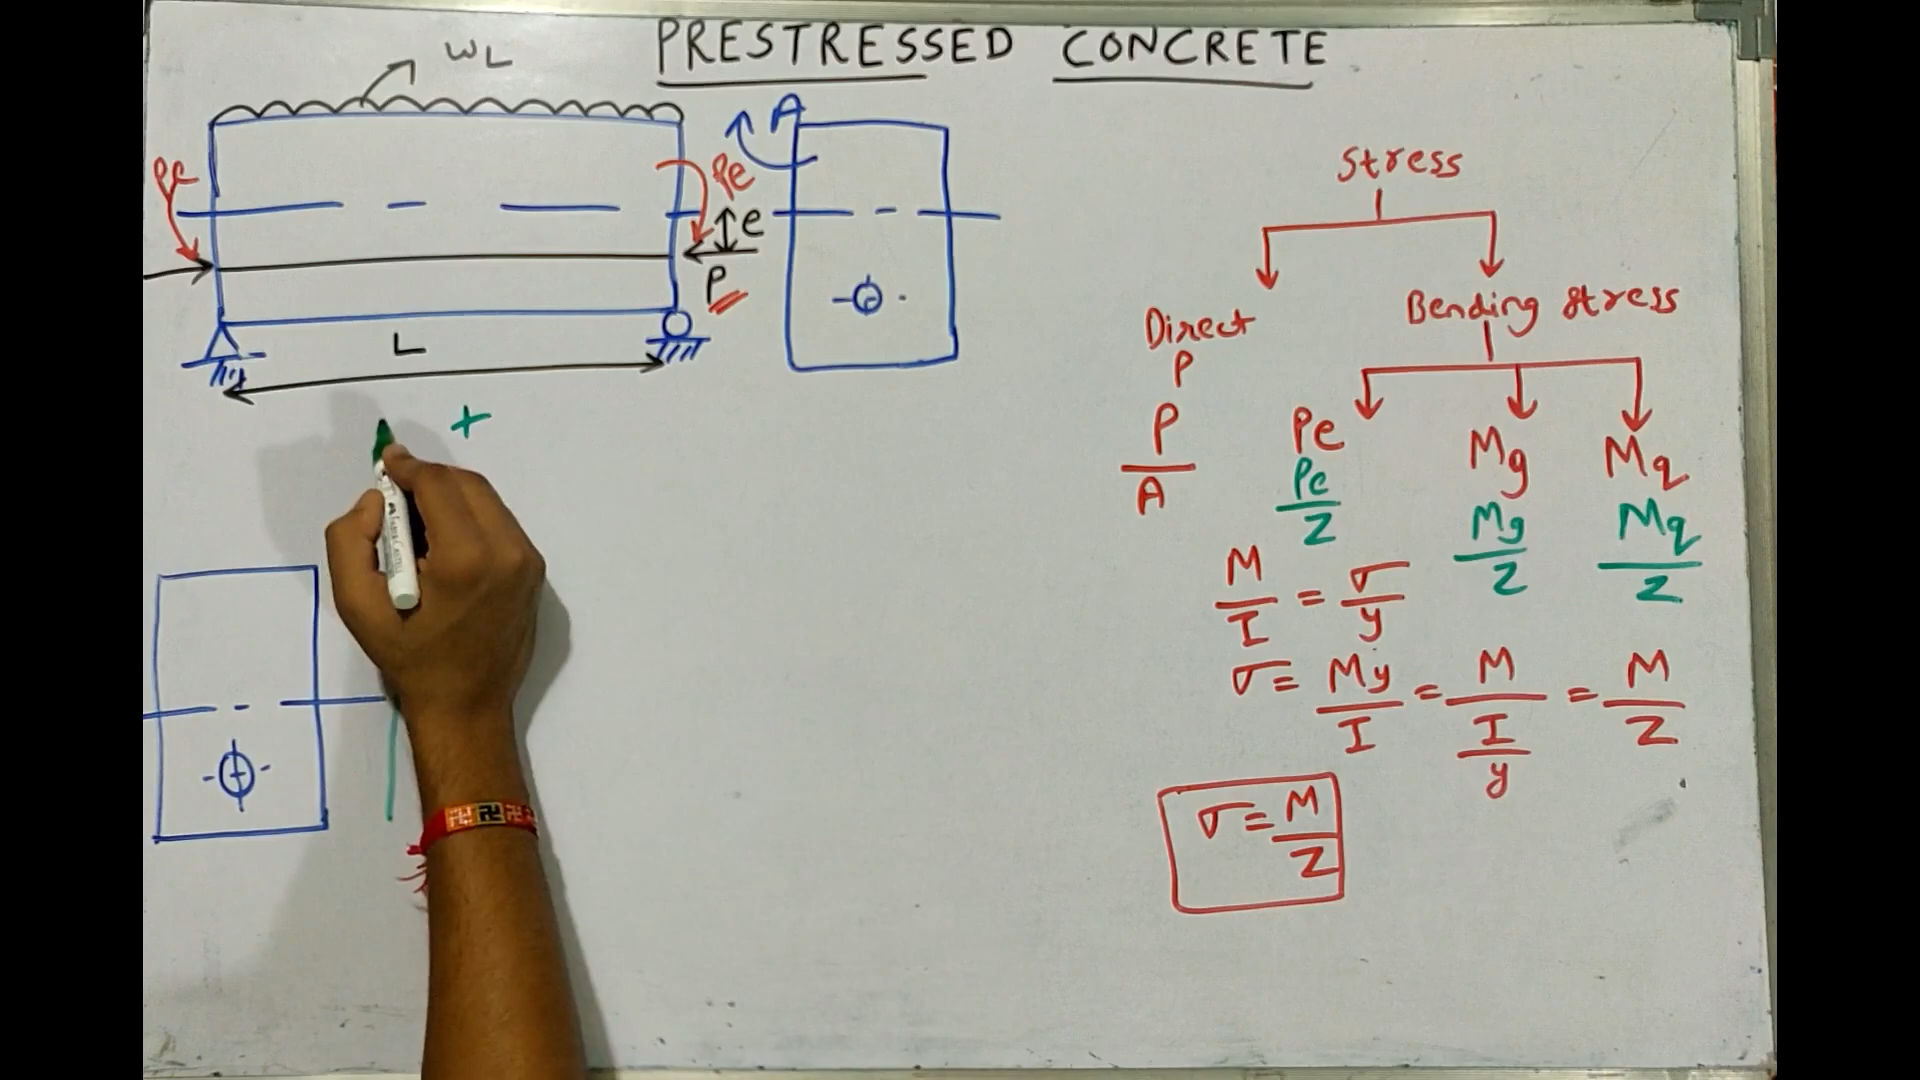 PRESTRESSED CONCRETE
WL
A
Pe
Pe
e
P
L
+
Stress
Direct
Bending stress
P
P
A
Pe
Mg
Mq
Pe
Z
Mg
Z
Mq
Z
M
I
=
σ
y
σ = My
I
= M
I
y
= M
Z
σ = M
Z